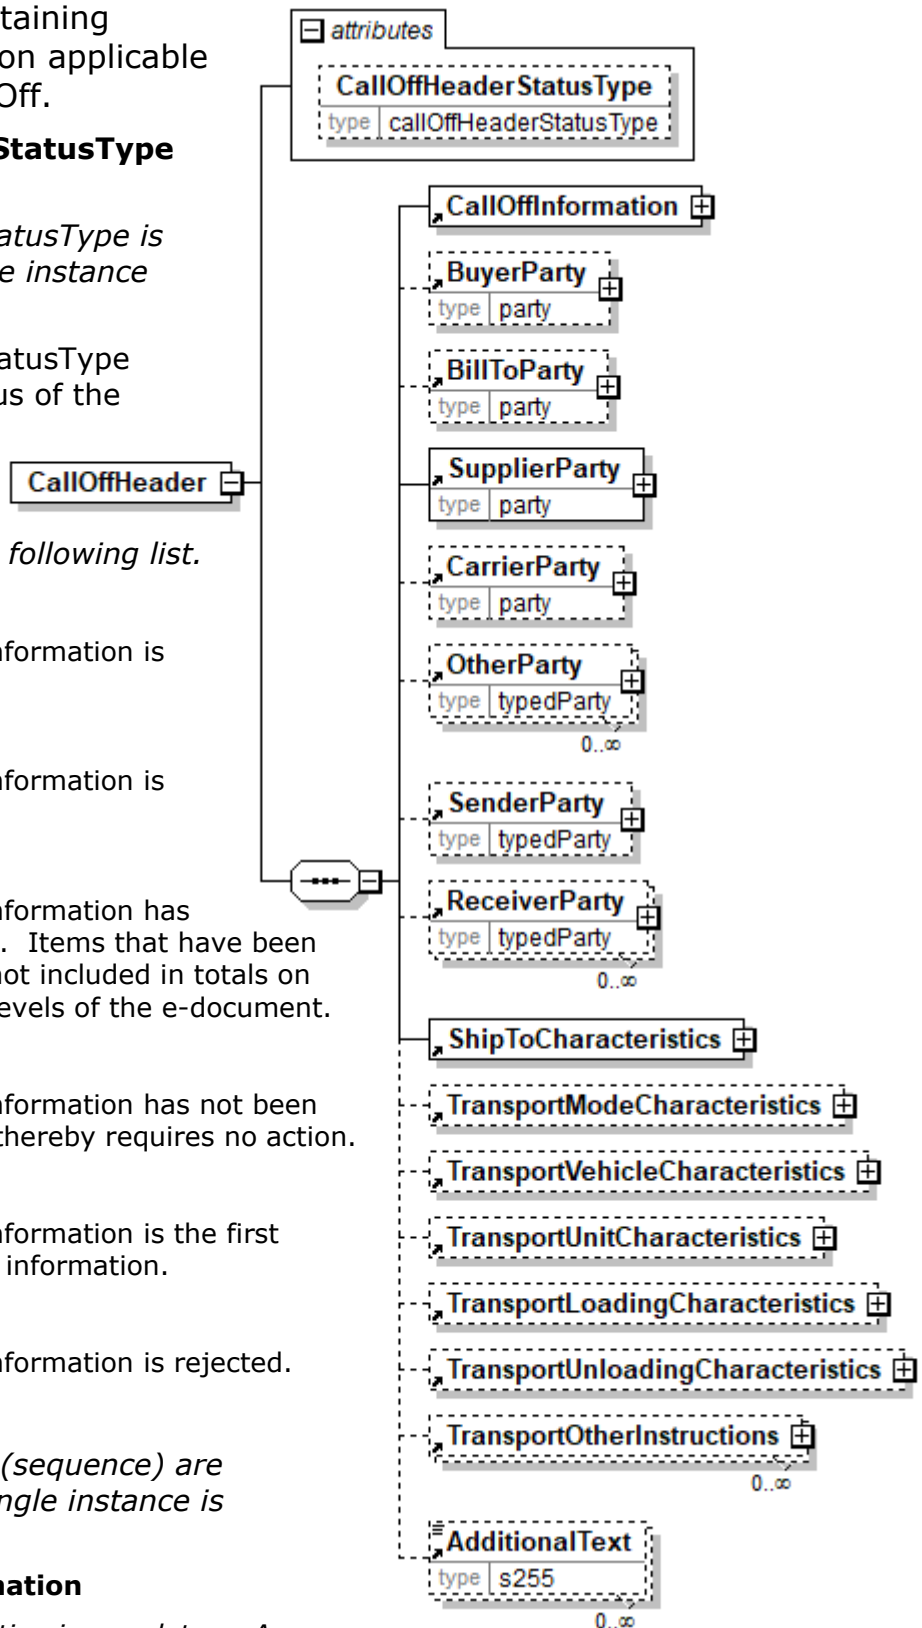 taining
on applicable
Off.
StatusType
atusType is
e instance
atusType
us of the
following list.
nformation is
nformation is
nformation has
. Items that have been
not included in totals on
levels of the e-document.
nformation has not been
thereby requires no action.
nformation is the first
information.
nformation is rejected.
(sequence) are
ngle instance is
nation
CallOffHeader
attributes
CallOffHeaderStatusType
type callOffHeaderStatusType
CallOffInformation
BuyerParty
type party
BillToParty
type party
SupplierParty
type party
CarrierParty
type party
OtherParty
type typedParty
0..∞
SenderParty
type typedParty
ReceiverParty
type typedParty
0..∞
ShipToCharacteristics
TransportModeCharacteristics
TransportVehicleCharacteristics
TransportUnitCharacteristics
TransportLoadingCharacteristics
TransportUnloadingCharacteristics
TransportOtherInstructions
0..∞
AdditionalText
type s255
0..∞